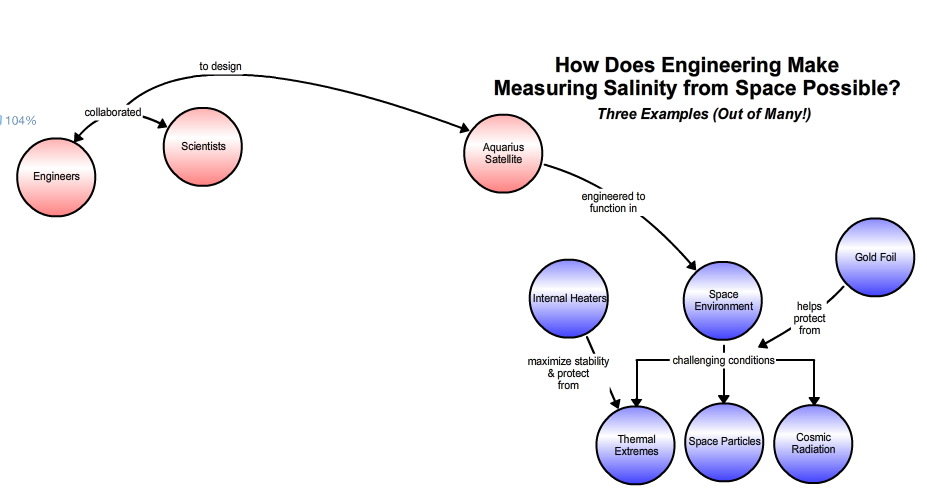 to design
How Does Engineering Make
Measuring Salinity from Space Possible?
Three Examples (Out of Many!)
collaborated
104%
Engineers
Scientists
Aquarius
Satellite
engineered to
function in
Gold Foil
Internal Heaters
Space
Environment
helps
protect
from
maximize stability
& protect
from
challenging conditions
Thermal
Extremes
Space Particles
Cosmic
Radiation